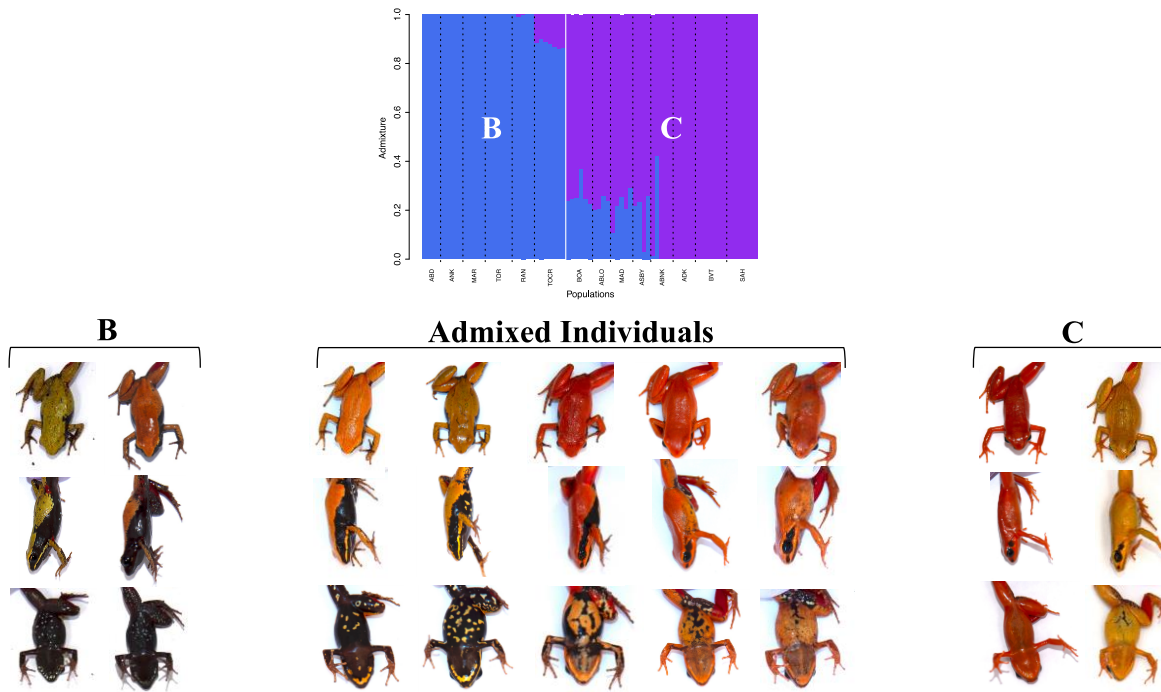 1.0
0.8
0.6
0.4
0.2
0.0
Admixture
B
C
ABD ANK MAR TOR RAN TOCR BOA ABLO MAD ASBY ABNK ADK BVT SAH
Populations
B
Admixed Individuals
C